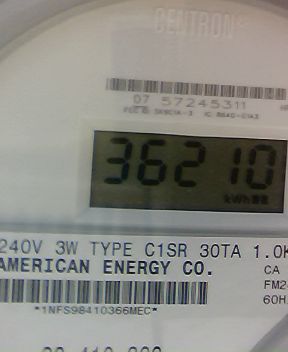 CENTRON
07 57245311
36210
kWh
240V 3W TYPE C1SR 30TA 1.0K
AMERICAN ENERGY CO.
CA
FM2
60H
*1NFS98410366MEC*